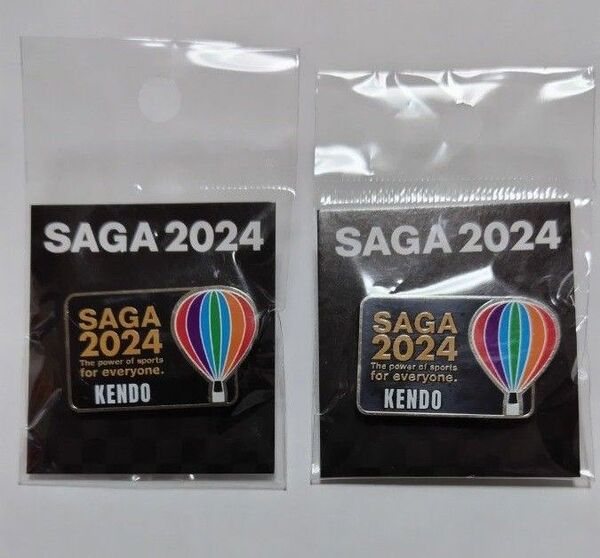 SAGA 2024
SAGA
2024
The power of sports
for everyone.
KENDO
SAGA 2024
SAGA
2024
The power of sports
for everyone.
KENDO